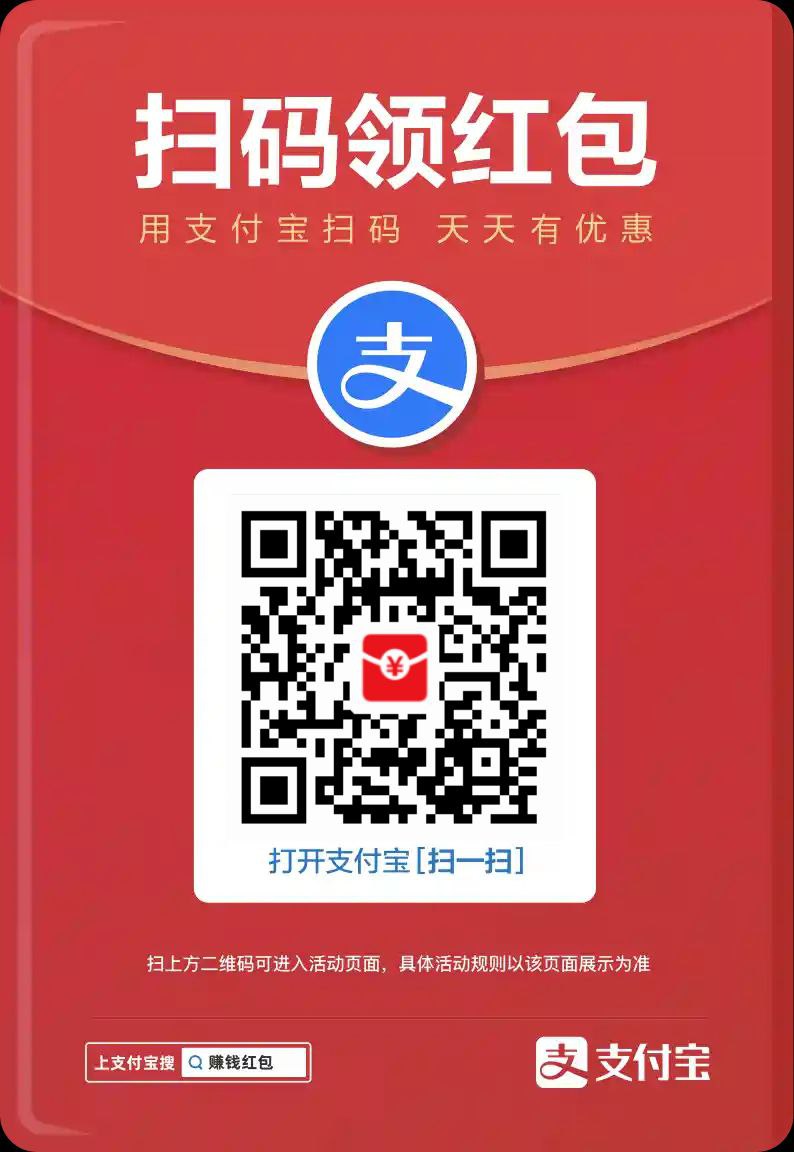 扫码领红包
用支付宝扫码 天天有优惠
支
¥
打开支付宝[扫一扫]
扫上方二维码可进入活动页面，具体活动规则以该页面展示为准
上支付宝搜 赚钱红包
支 支付宝